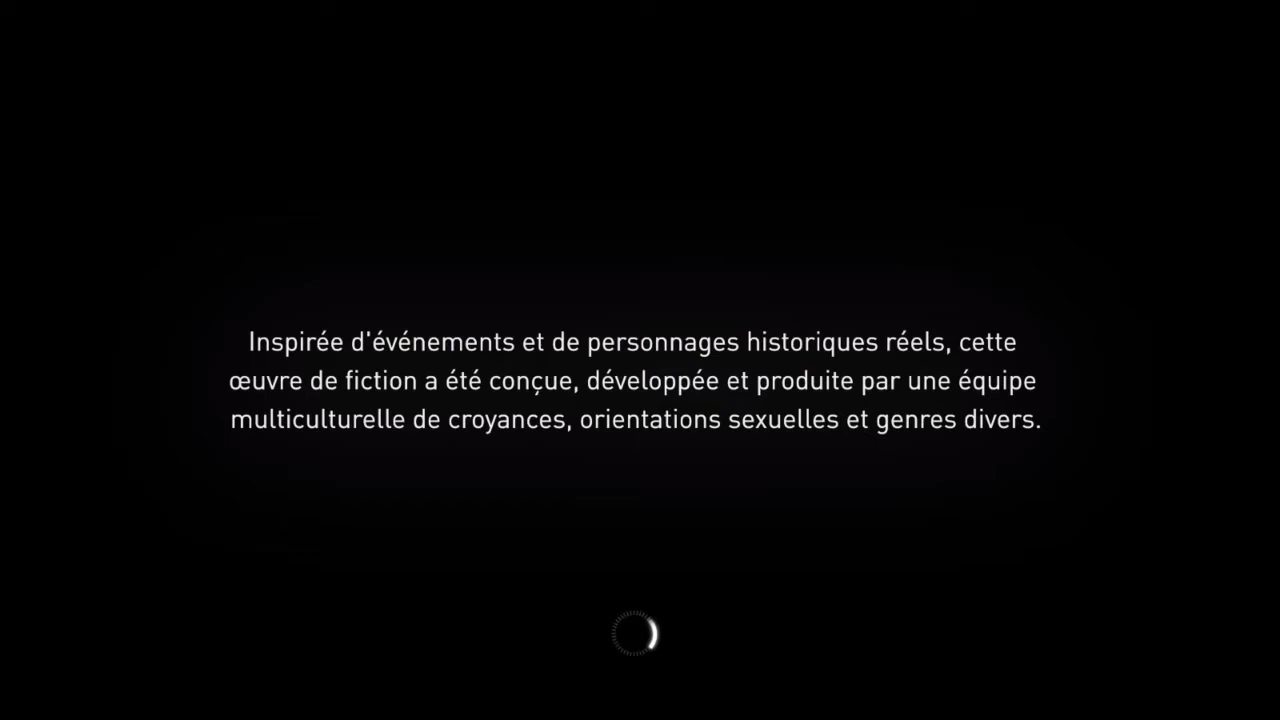 Inspirée d'événements et de personnages historiques réels, cette
œuvre de fiction a été conçue, développée et produite par une équipe
multiculturelle de croyances, orientations sexuelles et genres divers.